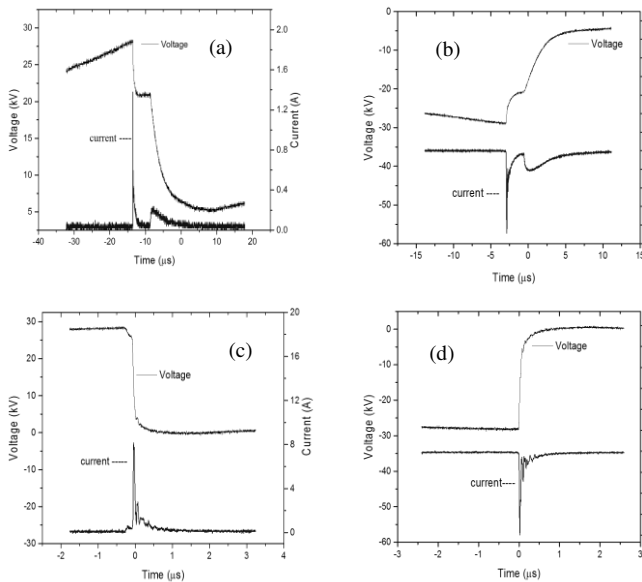 (a)
Voltage
current
Voltage (kV)
30
25
20
15
10
5
Current (A)
2.0
1.6
1.2
0.8
0.4
0.0
-40 -30 -20 -10 0 10 20
Time (μs)
(b)
Voltage
current
Voltage (kV)
0
-10
-20
-30
-40
-50
-60
-15 -10 -5 0 5 10 15
Time (μs)
(c)
Voltage
current
Voltage (kV)
30
20
10
0
-10
-20
-30
Current (A)
20
16
12
8
4
0
-2 -1 0 1 2 3 4
Time (μs)
(d)
Voltage
current
Voltage (kV)
0
-10
-20
-30
-40
-50
-60
-3 -2 -1 0 1 2 3
Time (μs)